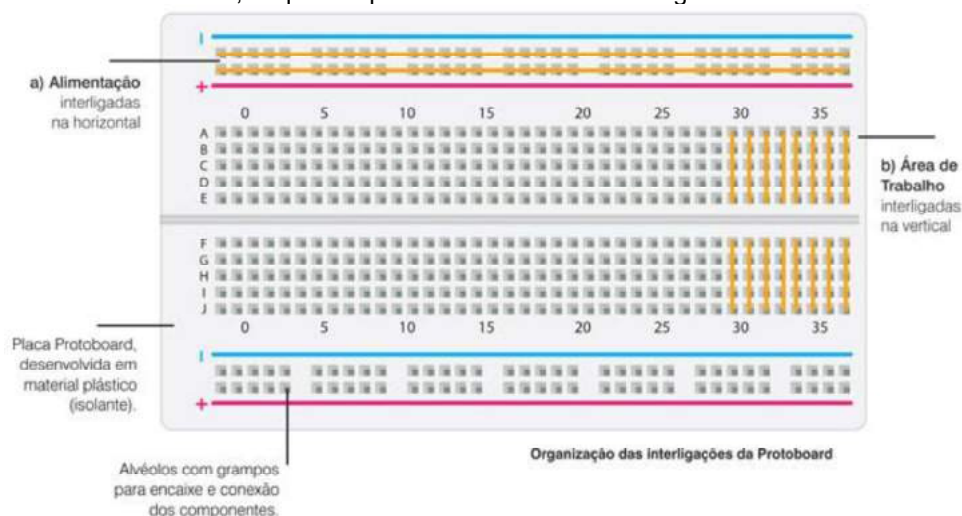 a) Alimentação
interligadas
na horizontal
I
+
0 5 10 15 20 25 30 35
A
B
C
D
E
b) Área de
Trabalho
interligadas
na vertical
F
G
H
I
J
0 5 10 15 20 25 30 35
Placa Protoboard,
desenvolvida em
material plástico
(isolante).
I
+
Organização das interligações da Protoboard
Alvéolos com grampos
para encaixe e conexão
dos componentes.